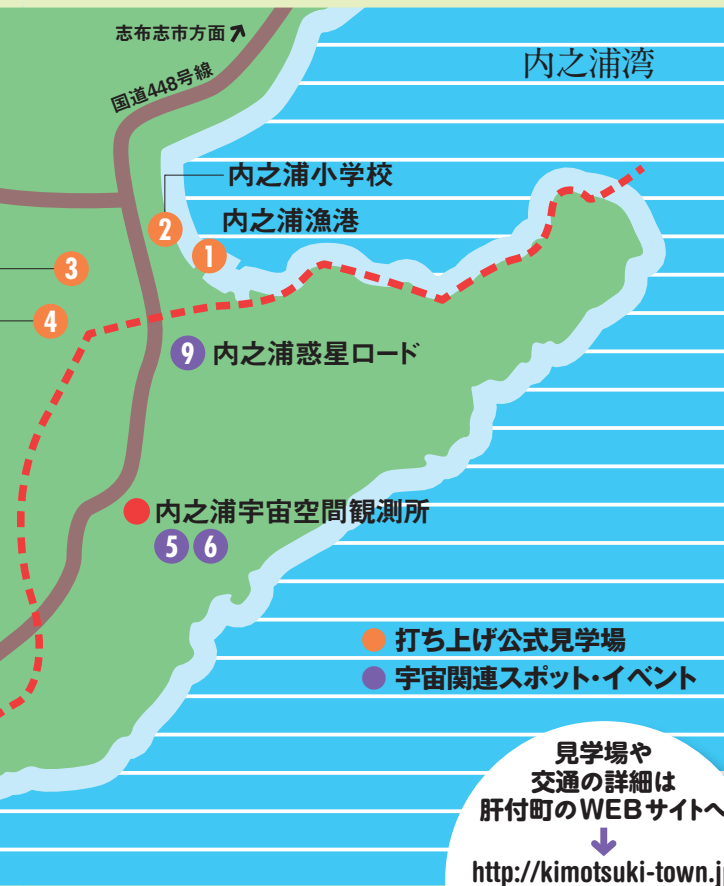 志布志市方面
国道448号線
内之浦湾
内之浦小学校
2
内之浦漁港
1
3
4
9 内之浦惑星ロード
内之浦宇宙空間観測所
5 6
打ち上げ公式見学場
宇宙関連スポット・イベント
見学場や
交通の詳細は
肝付町のWEBサイトへ
http://kimotsuki-town.j